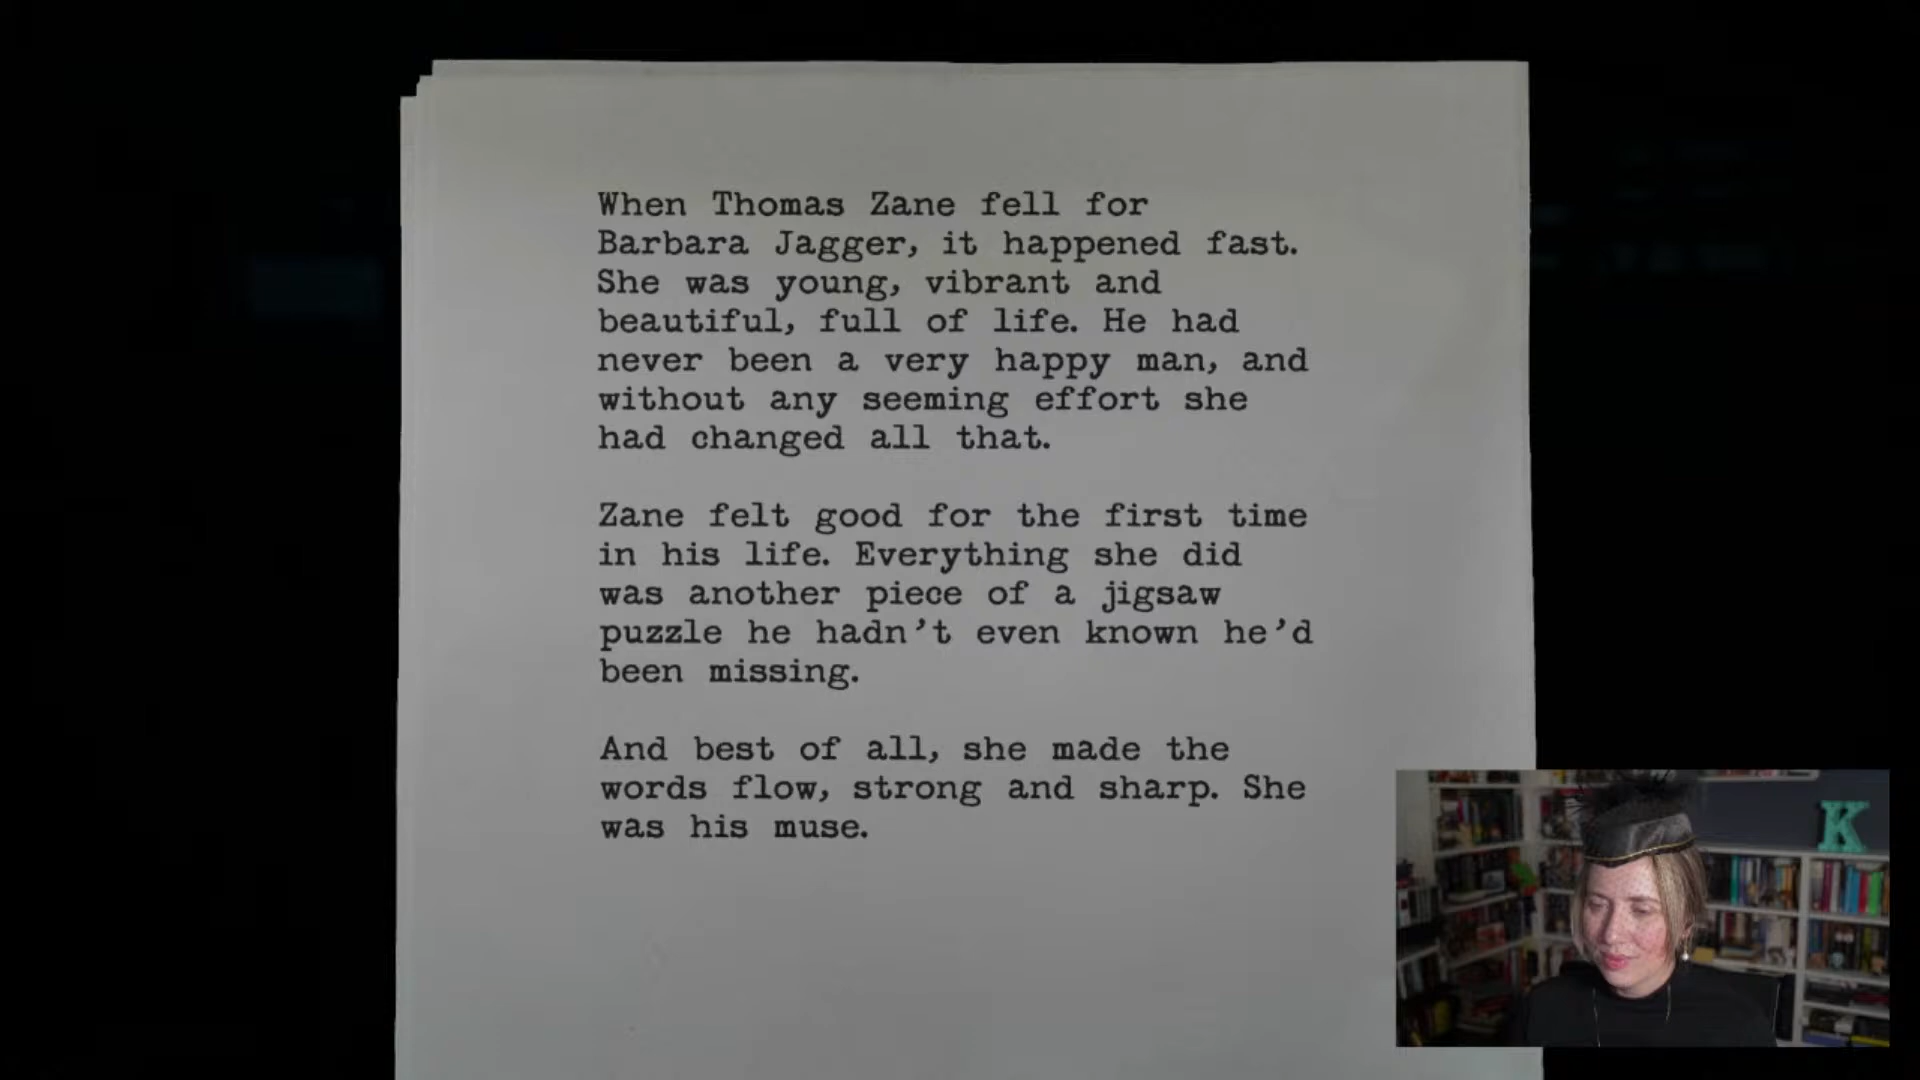 When Thomas Zane fell for
Barbara Jagger, it happened fast.
She was young, vibrant and
beautiful, full of life. He had
never been a very happy man, and
without any seeming effort she
had changed all that.
Zane felt good for the first time
in his life. Everything she did
was another piece of a jigsaw
puzzle he hadn’t even known he’d
been missing.
And best of all, she made the
words flow, strong and sharp. She
was his muse.
K